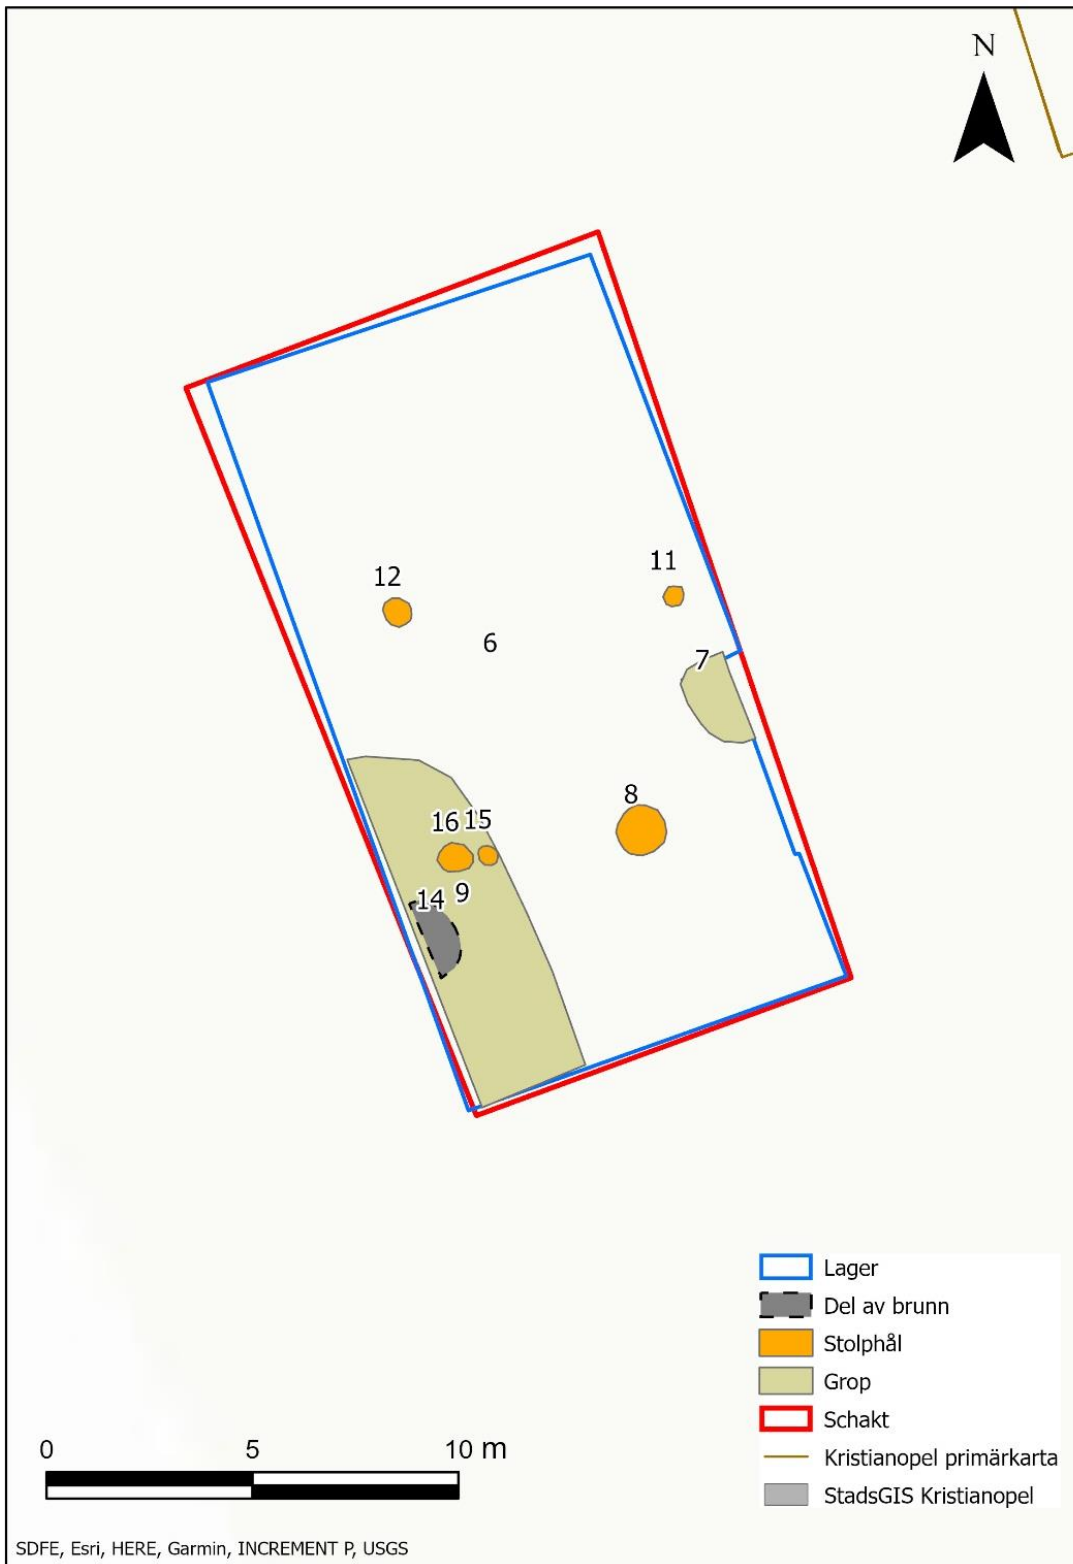 N
12
11
6
7
8
16 15
14 9
Lager
Del av brunn
Stolphål
Grop
Schakt
Kristianopel primärkarta
StadsGIS Kristianopel
0 5 10 m
SDFE, Esri, HERE, Garmin, INCREMENT P, USGS